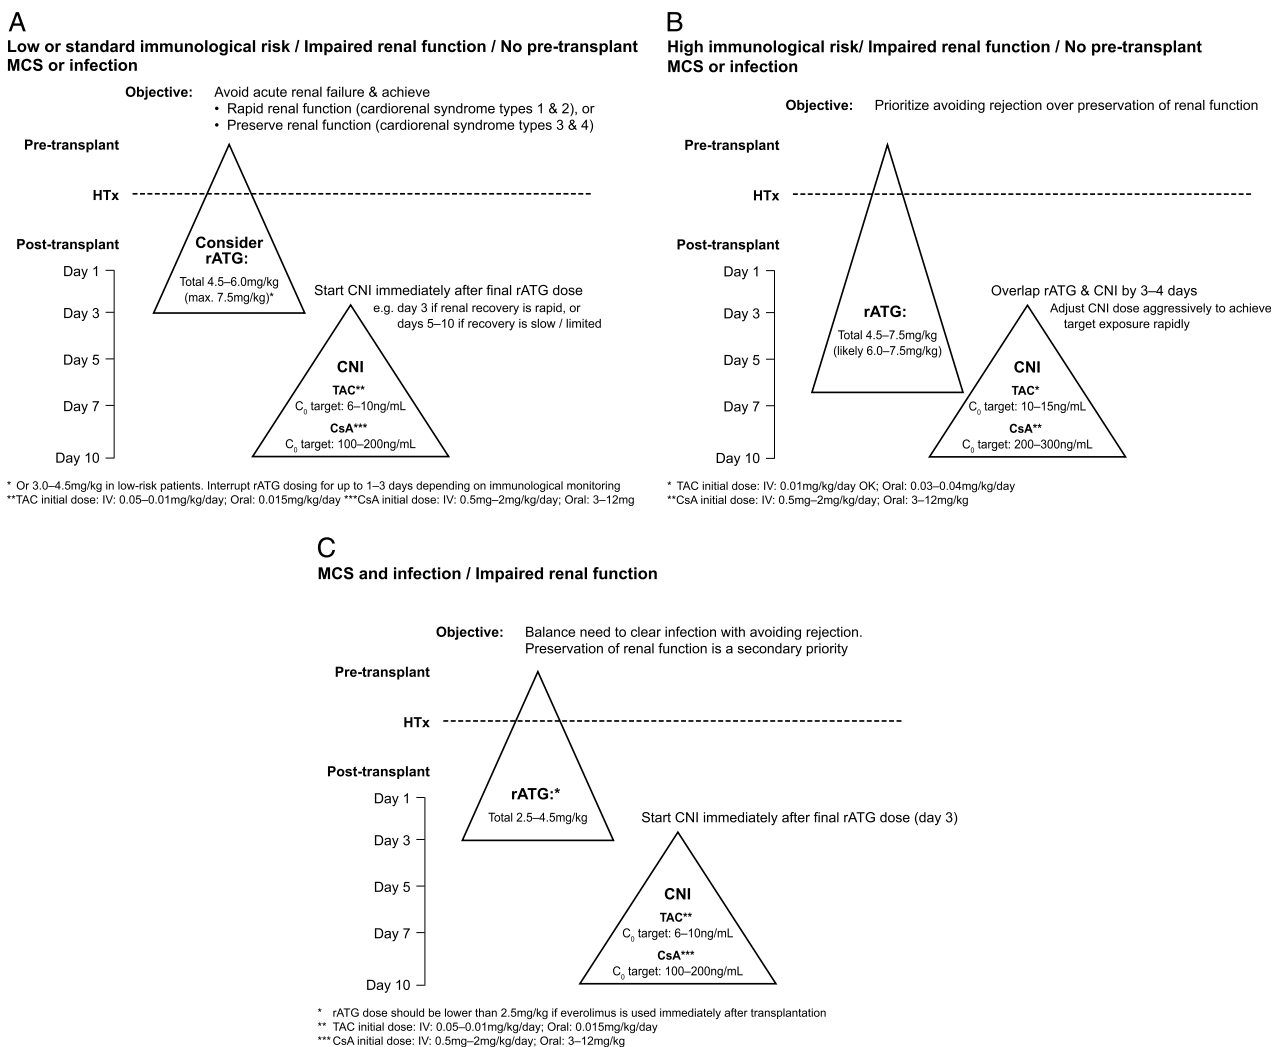 A
Low or standard immunological risk / Impaired renal function / No pre-transplant
MCS or infection
Objective: Avoid acute renal failure & achieve
• Rapid renal function (cardiorenal syndrome types 1 & 2), or
• Preserve renal function (cardiorenal syndrome types 3 & 4)
Pre-transplant
HTx
Post-transplant
Day 1
Day 3
Day 5
Day 7
Day 10
Consider
rATG:
Total 4.5–6.0mg/kg
(max. 7.5mg/kg)*
Start CNI immediately after final rATG dose
e.g. day 3 if renal recovery is rapid, or
days 5–10 if recovery is slow / limited
CNI
TAC**
C0 target: 6–10ng/mL
CsA***
C0 target: 100–200ng/mL
* Or 3.0–4.5mg/kg in low-risk patients. Interrupt rATG dosing for up to 1–3 days depending on immunological monitoring
**TAC initial dose: IV: 0.05–0.01mg/kg/day; Oral: 0.015mg/kg/day ***CsA initial dose: IV: 0.5mg–2mg/kg/day; Oral: 3–12mg
B
High immunological risk/ Impaired renal function / No pre-transplant
MCS or infection
Objective: Prioritize avoiding rejection over preservation of renal function
Pre-transplant
HTx
Post-transplant
Day 1
Day 3
Day 5
Day 7
Day 10
rATG:
Total 4.5–7.5mg/kg
(likely 6.0–7.5mg/kg)
Overlap rATG & CNI by 3–4 days
Adjust CNI dose aggressively to achieve
target exposure rapidly
CNI
TAC*
C0 target: 10–15ng/mL
CsA**
C0 target: 200–300ng/mL
* TAC initial dose: IV: 0.01mg/kg/day OK; Oral: 0.03–0.04mg/kg/day
**CsA initial dose: IV: 0.5mg–2mg/kg/day; Oral: 3–12mg/kg
C
MCS and infection / Impaired renal function
Objective: Balance need to clear infection with avoiding rejection.
Preservation of renal function is a secondary priority
Pre-transplant
HTx
Post-transplant
Day 1
Day 3
Day 5
Day 7
Day 10
rATG:*
Total 2.5–4.5mg/kg
Start CNI immediately after final rATG dose (day 3)
CNI
TAC**
C0 target: 6–10ng/mL
CsA***
C0 target: 100–200ng/mL
* rATG dose should be lower than 2.5mg/kg if everolimus is used immediately after transplantation
** TAC initial dose: IV: 0.05–0.01mg/kg/day; Oral: 0.015mg/kg/day
*** CsA initial dose: IV: 0.5mg–2mg/kg/day; Oral: 3–12mg/kg